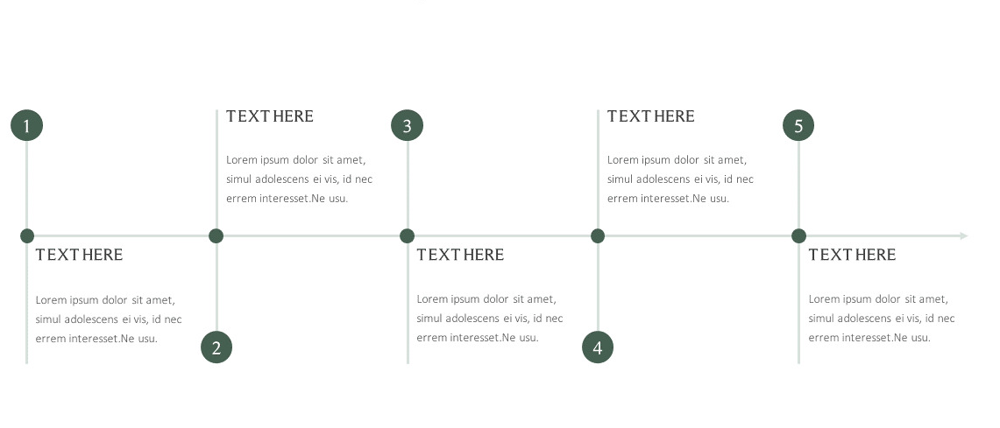 1
TEXT HERE
Lorem ipsum dolor sit amet,
simul adolescens ei vis, id nec
errem interesset.Ne usu.
2
TEXT HERE
Lorem ipsum dolor sit amet,
simul adolescens ei vis, id nec
errem interesset.Ne usu.
3
TEXT HERE
Lorem ipsum dolor sit amet,
simul adolescens ei vis, id nec
errem interesset.Ne usu.
4
TEXT HERE
Lorem ipsum dolor sit amet,
simul adolescens ei vis, id nec
errem interesset.Ne usu.
5
TEXT HERE
Lorem ipsum dolor sit amet,
simul adolescens ei vis, id nec
errem interesset.Ne usu.